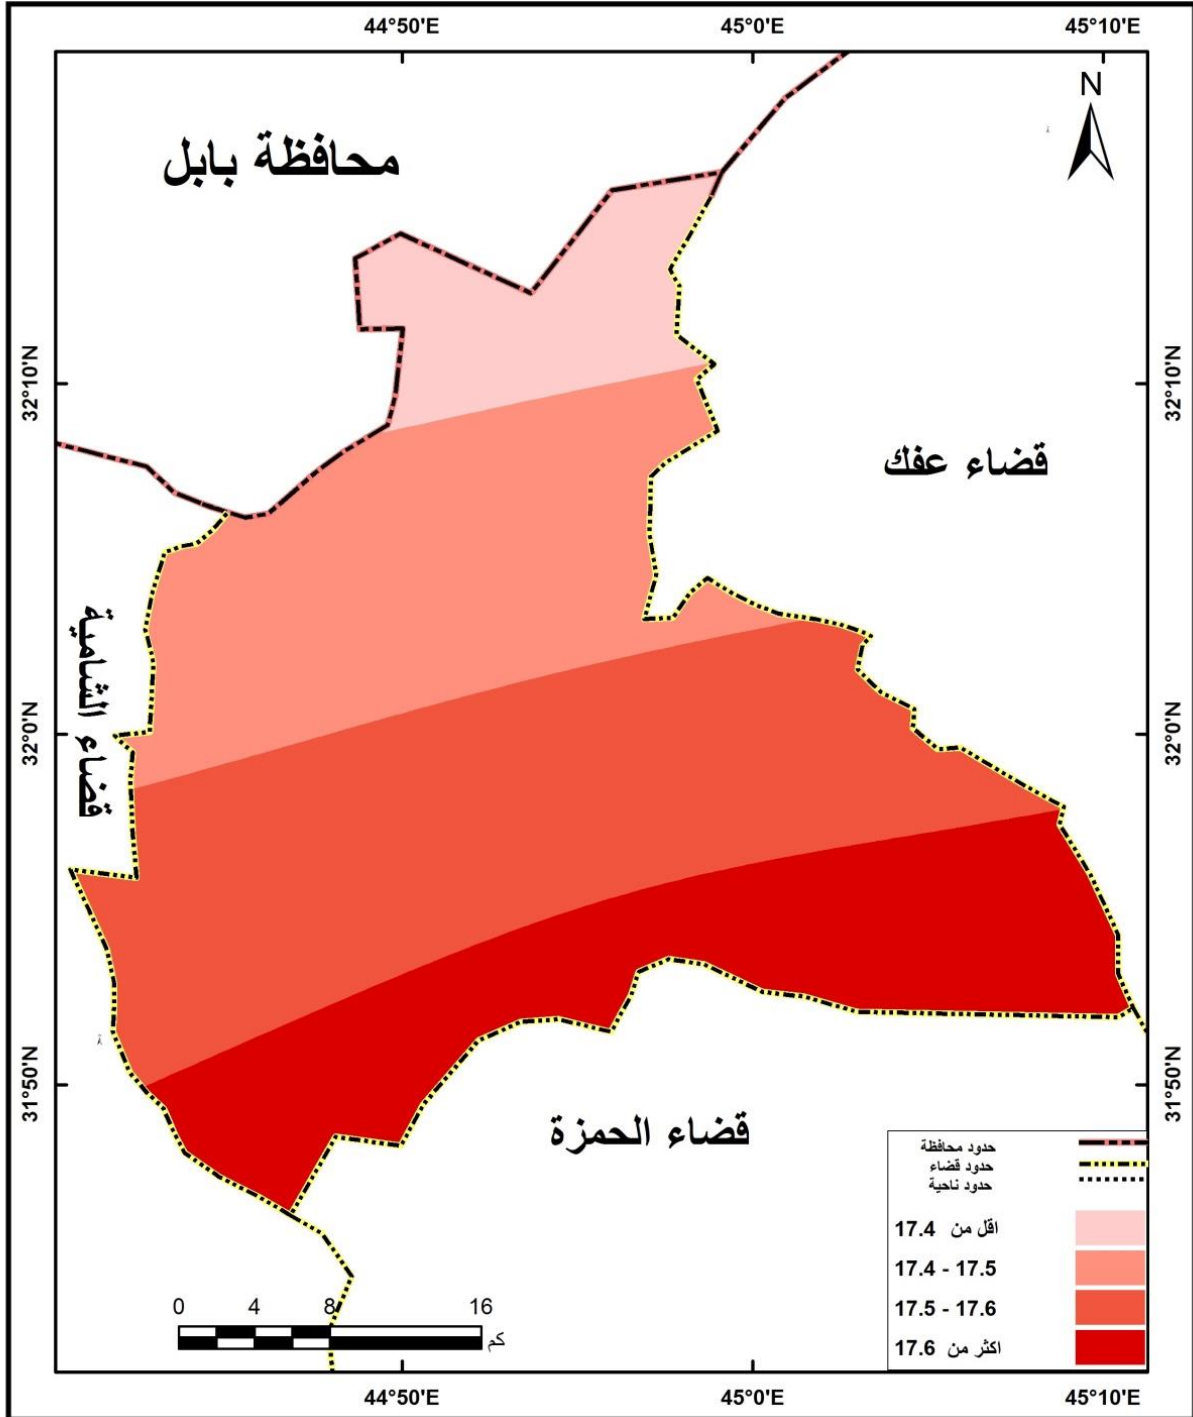 44°50'E
45°0'E
45°10'E
N
محافظة بابل
32°10'N
32°10'N
قضاء عفك
قضاء الشامية
32°0'N
32°0'N
31°50'N
31°50'N
قضاء الحمزة
حدود محافظة
حدود قضاء
حدود ناحية
اقل من 17.4
17.4 - 17.5
17.5 - 17.6
اكثر من 17.6
0 4 8 16
كم
44°50'E
45°0'E
45°10'E